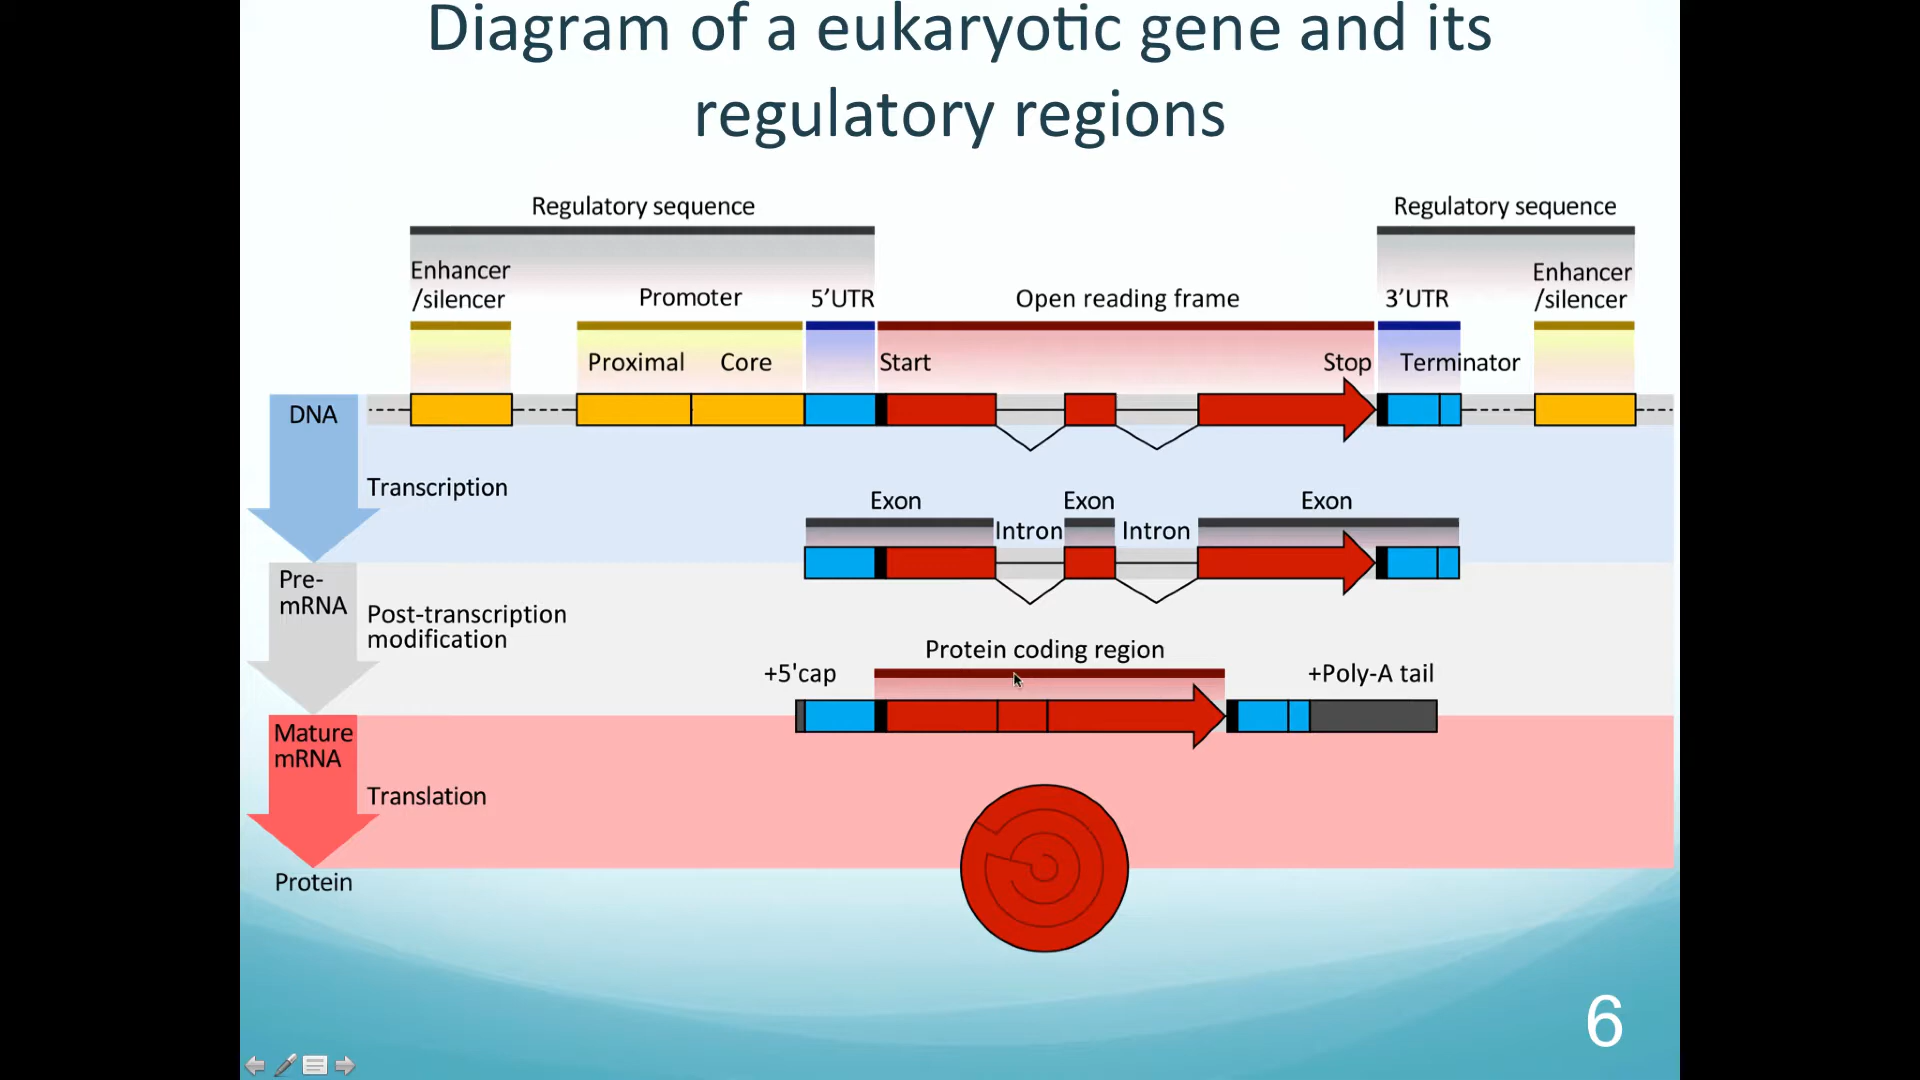 Diagram of a eukaryotic gene and its
regulatory regions
Regulatory sequence
Regulatory sequence
Enhancer
/silencer
Promoter
5’UTR
Open reading frame
3’UTR
Enhancer
/silencer
Proximal
Core
Start
Stop
Terminator
DNA
Transcription
Exon
Exon
Exon
Intron
Intron
Pre-
mRNA
Post-transcription
modification
Protein coding region
+5'cap
+Poly-A tail
Mature
mRNA
Translation
Protein
6